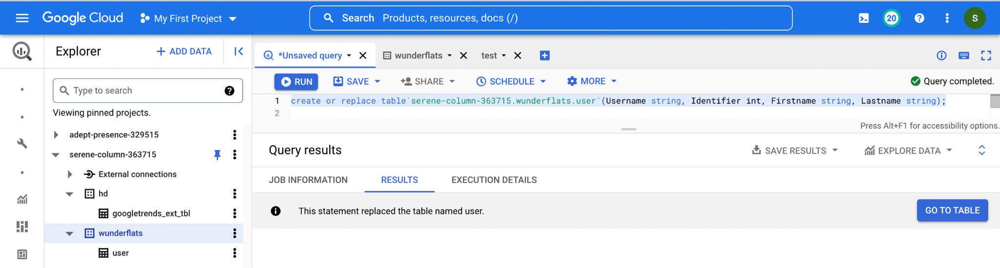 Google Cloud My First Project Search Products, resources, docs (/) 20 S
Explorer + ADD DATA
*Unsaved query wunderflats test
Type to search
Viewing pinned projects.
adept-presence-329515
serene-column-363715
External connections
hd
googletrends_ext_tbl
wunderflats
user
RUN SAVE SHARE SCHEDULE MORE Query completed.
1 create or replace table`serene-column-363715.wunderflats.user`(Username string, Identifier int, Firstname string, Lastname string);
2
Press Alt+F1 for accessibility options.
Query results SAVE RESULTS EXPLORE DATA
JOB INFORMATION RESULTS EXECUTION DETAILS
This statement replaced the table named user. GO TO TABLE